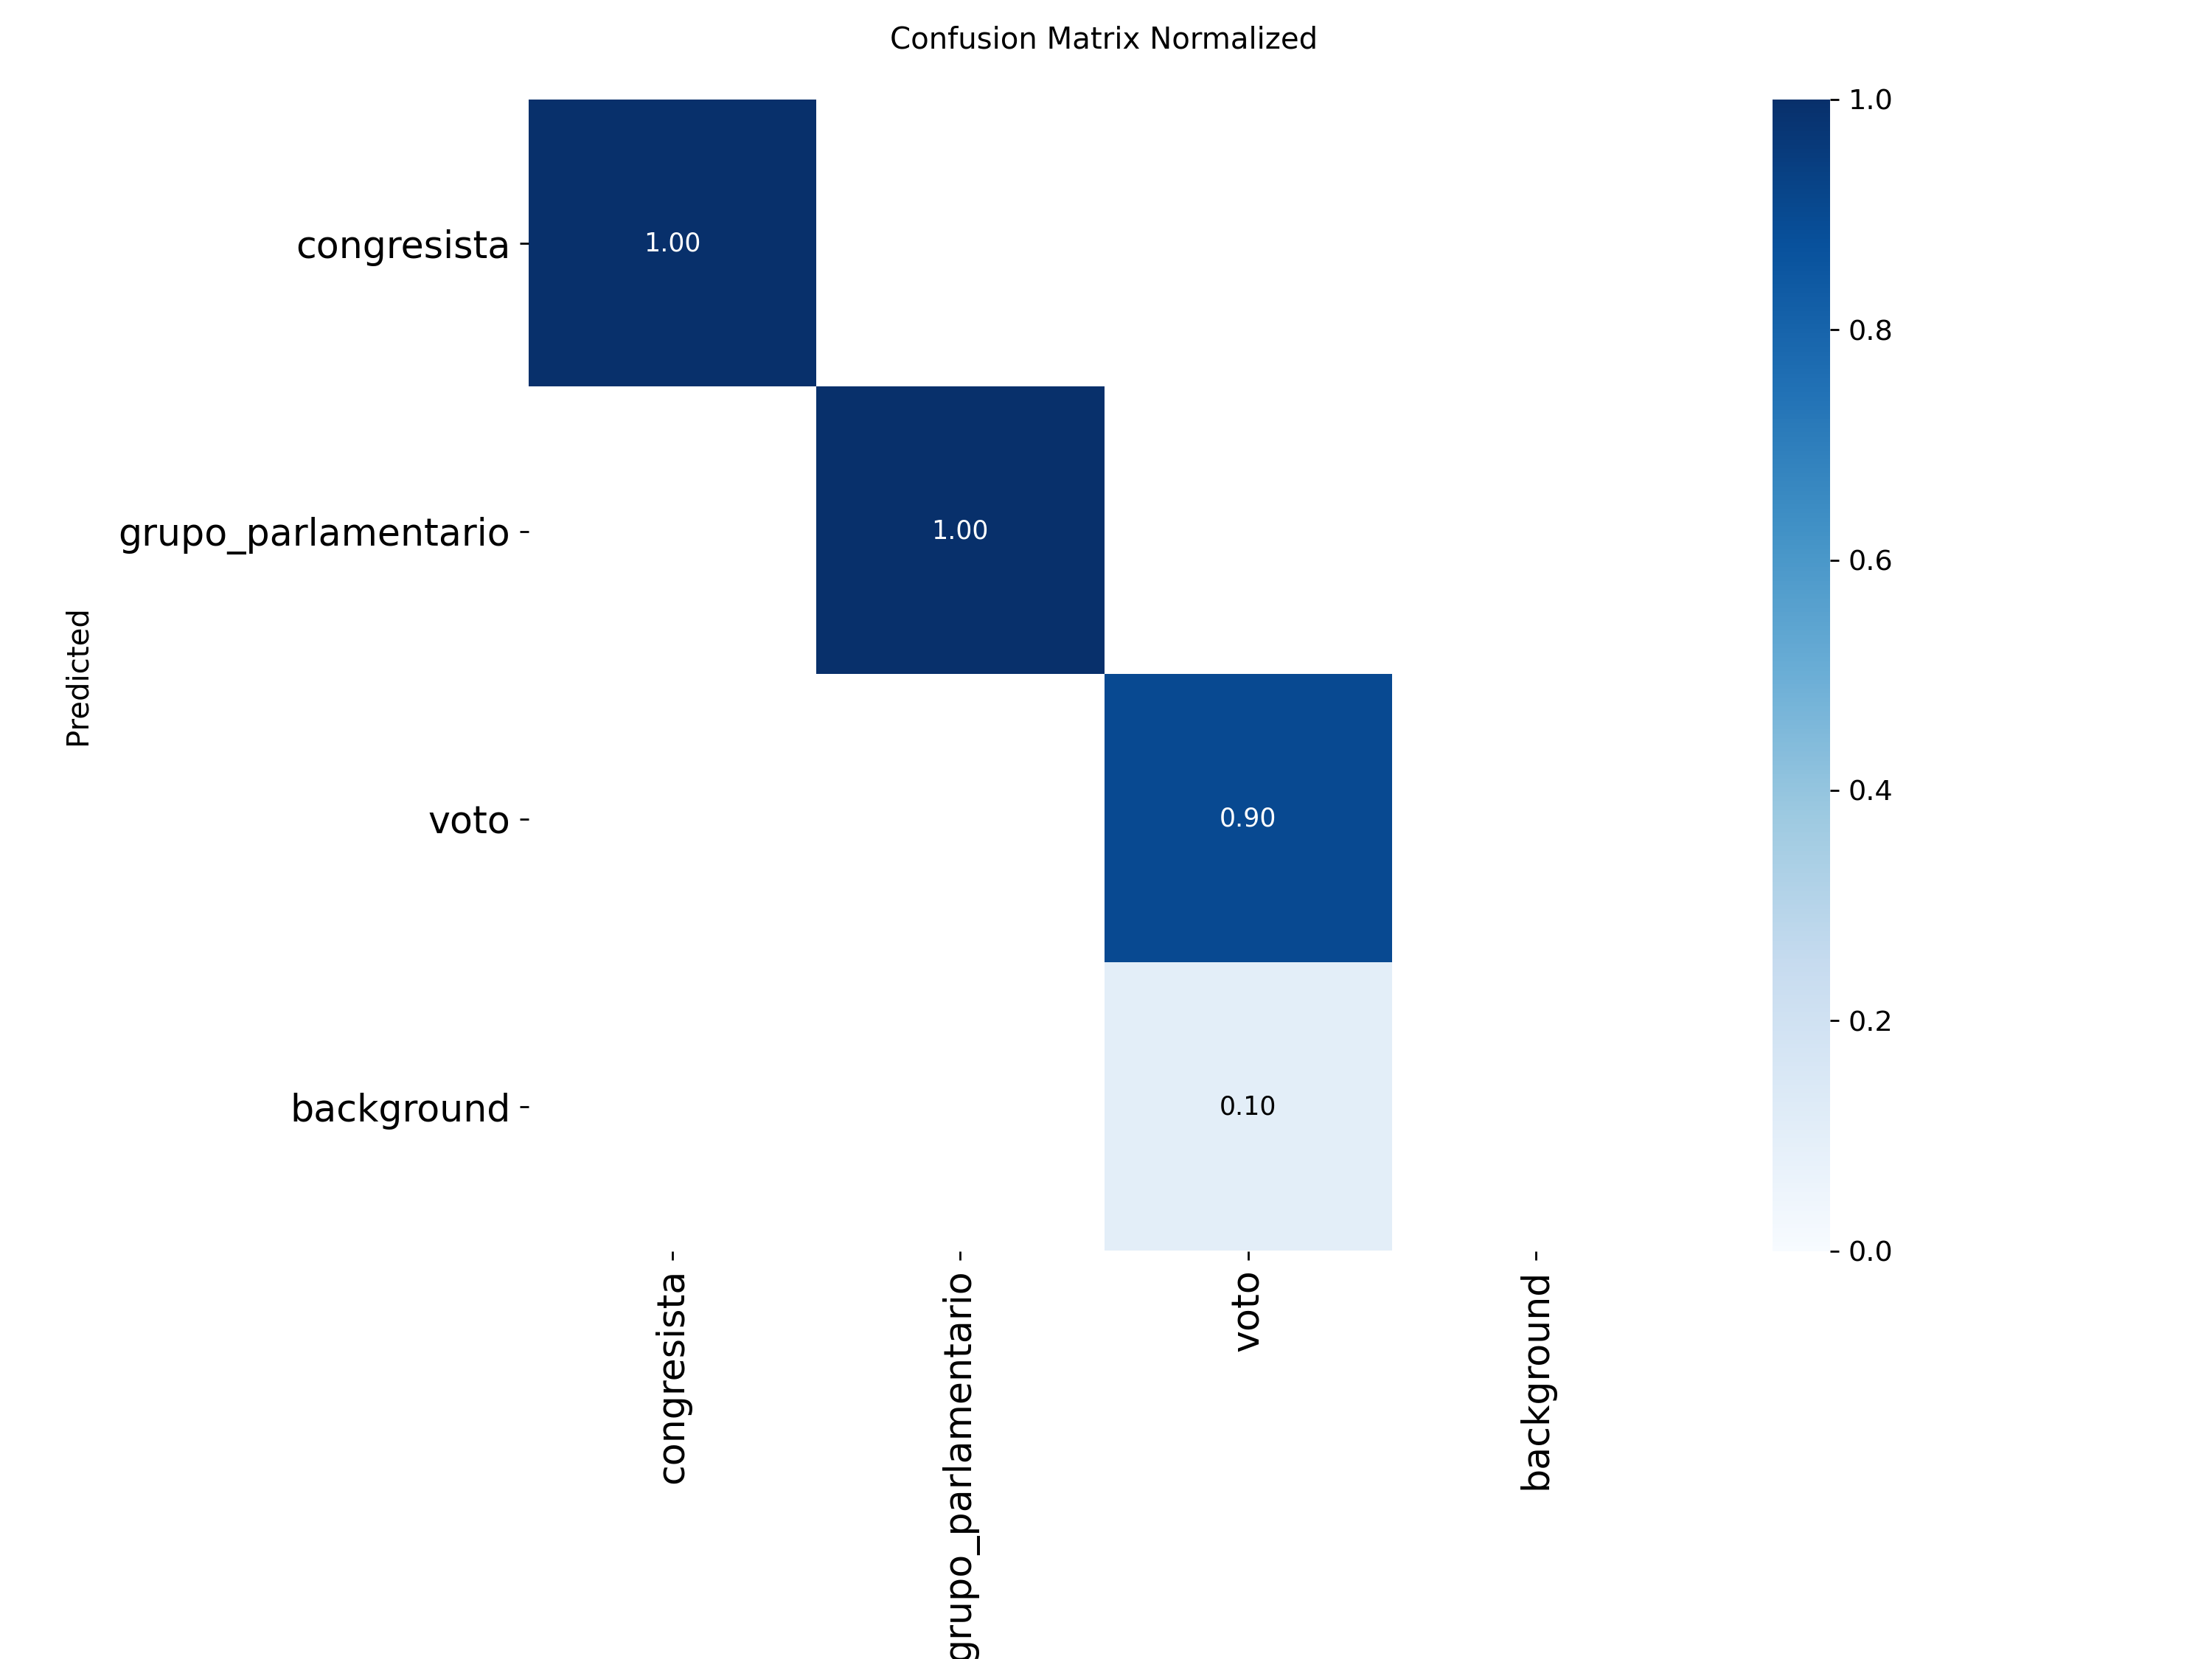 Confusion Matrix Normalized
1.0
congresista
1.00
0.8
grupo_parlamentario
1.00
0.6
Predicted
0.4
voto
0.90
0.2
background
0.10
0.0
congresista
grupo_parlamentario
voto
background